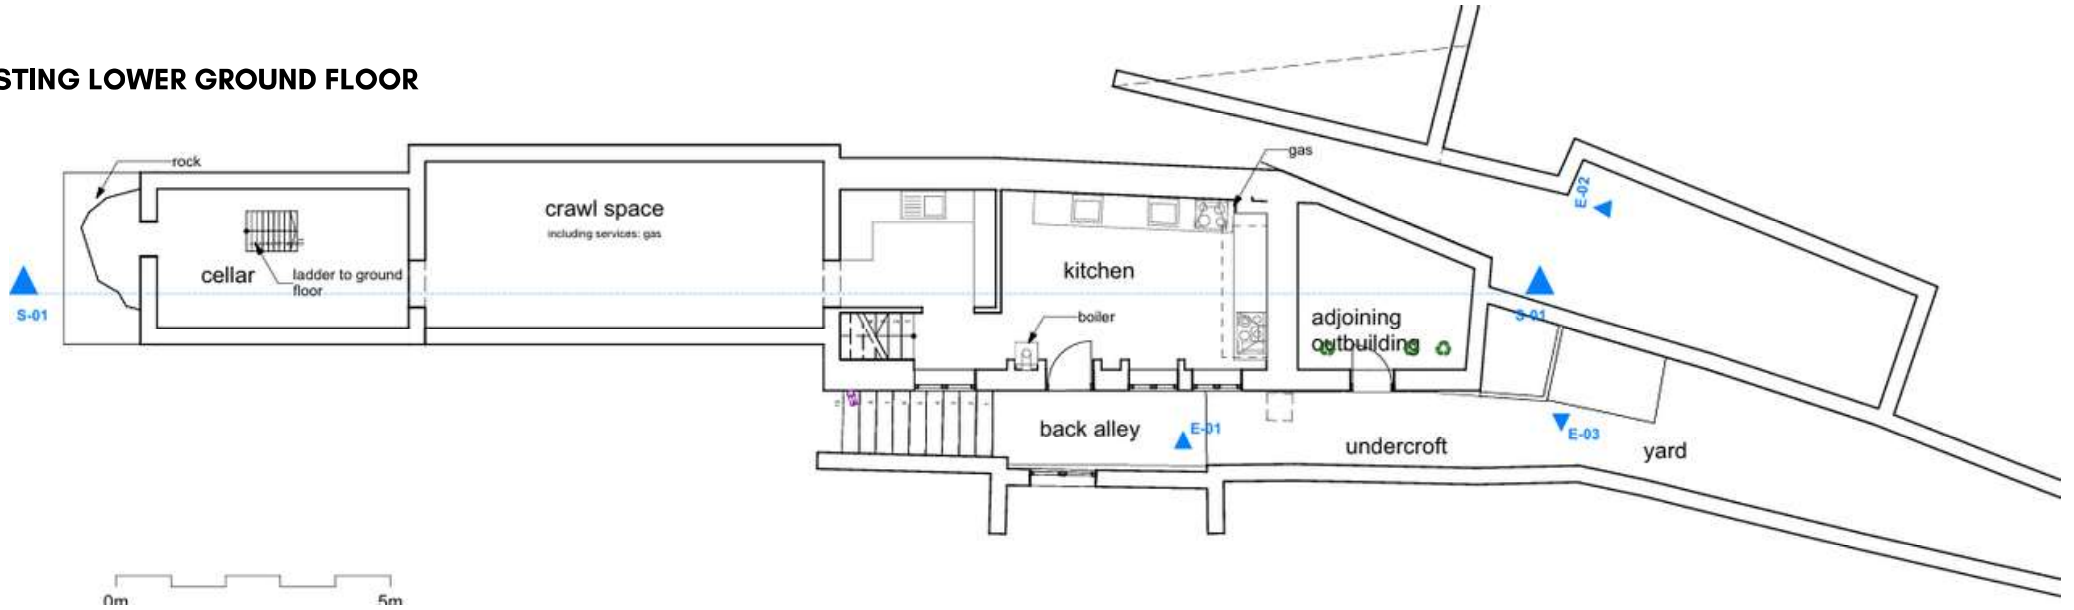 STING LOWER GROUND FLOOR
rock
gas
E-02
crawl space
including services: gas
cellar
ladder to ground
floor
kitchen
S-01
S-01
boiler
adjoining
outbuilding
back alley
E-01
E-03
undercroft
yard
0m
5m